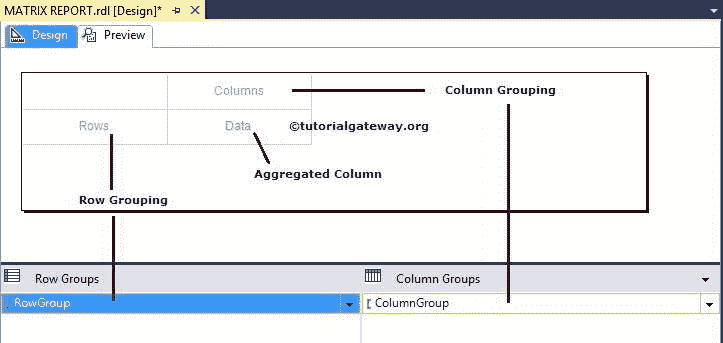 MATRIX REPORT.rdl [Design]*
Design
Preview
Columns
Column Grouping
Rows
Data
©tutorialgateway.org
Aggregated Column
Row Grouping
Row Groups
Column Groups
RowGroup
ColumnGroup